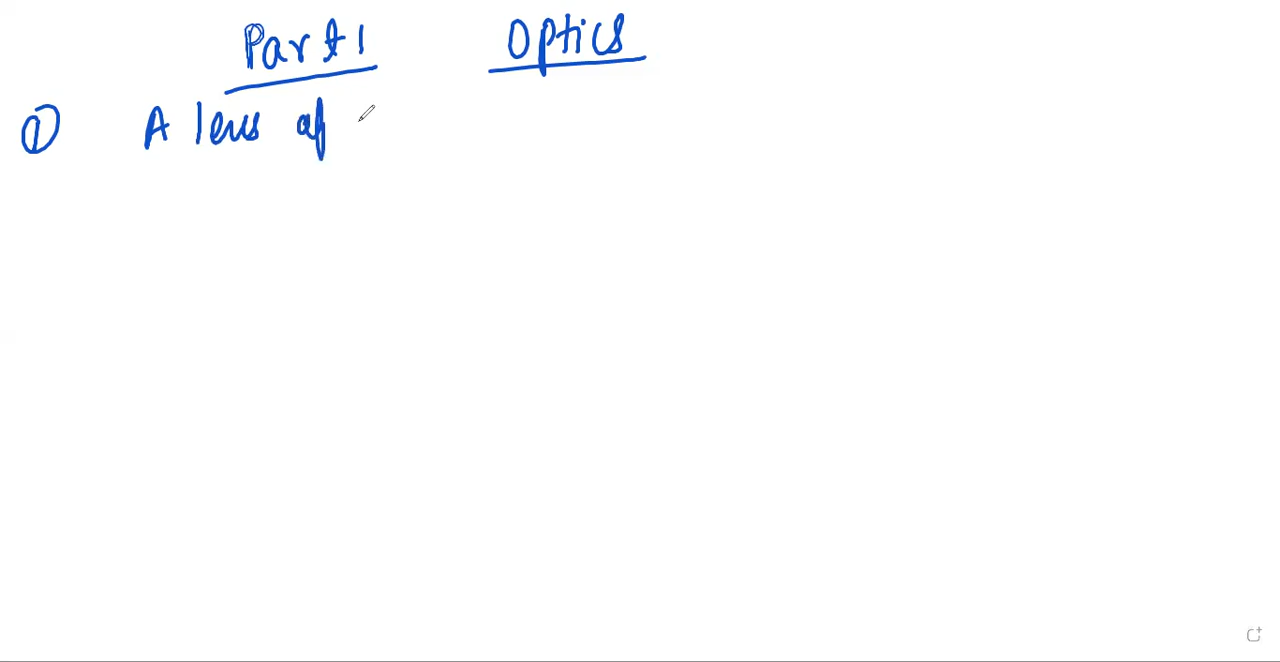 Part 1 Optics
① A lens of